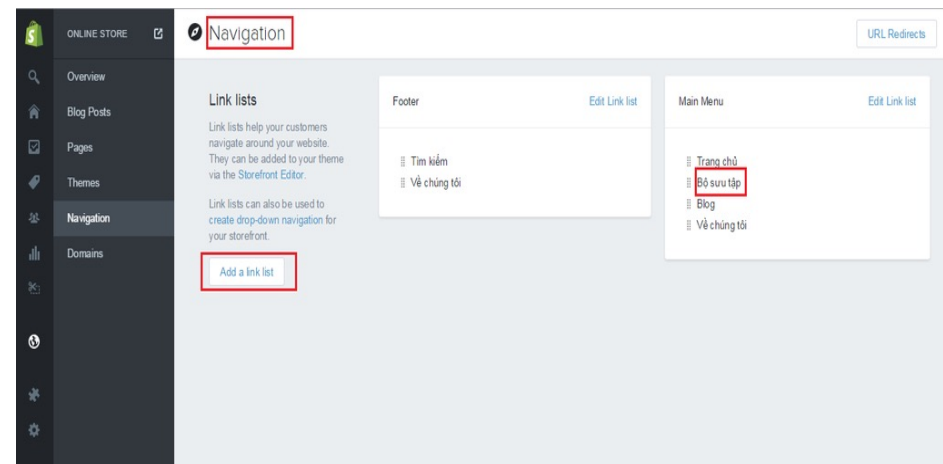 ONLINE STORE
Overview
Blog Posts
Pages
Themes
Navigation
Domains
Navigation
URL Redirects
Link lists
Link lists help your customers
navigate around your website.
They can be added to your theme
via the Storefront Editor.
Link lists can also be used to
create drop-down navigation for
your storefront.
Add a link list
Footer
Edit Link list
Tìm kiếm
Về chúng tôi
Main Menu
Edit Link list
Trang chủ
Bô sưu tập
Blog
Về chúng tôi